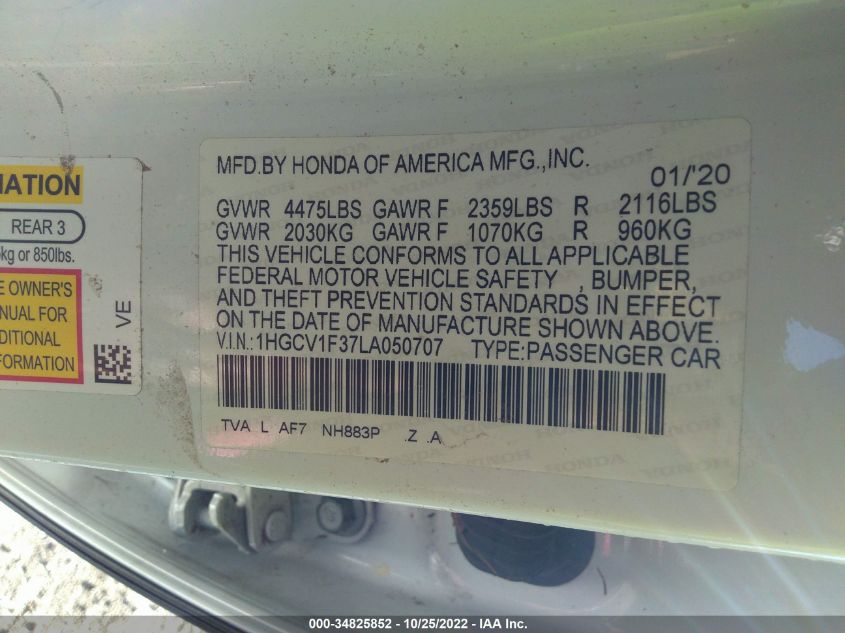 MATION
REAR 3
kg or 850lbs.
E OWNER'S
ANUAL FOR
DITIONAL
FORMATION
VE
MFD.BY HONDA OF AMERICA MFG.,INC.
01/'20
GVWR 4475LBS GAWR F 2359LBS R 2116LBS
GVWR 2030KG GAWR F 1070KG R 960KG
THIS VEHICLE CONFORMS TO ALL APPLICABLE
FEDERAL MOTOR VEHICLE SAFETY , BUMPER,
AND THEFT PREVENTION STANDARDS IN EFFECT
ON THE DATE OF MANUFACTURE SHOWN ABOVE.
V.I.N.:1HGCV1F37LA050707 TYPE:PASSENGER CAR
TVA L AF7 NH883P .Z .A
000-34825852 - 10/25/2022 - IAA Inc.